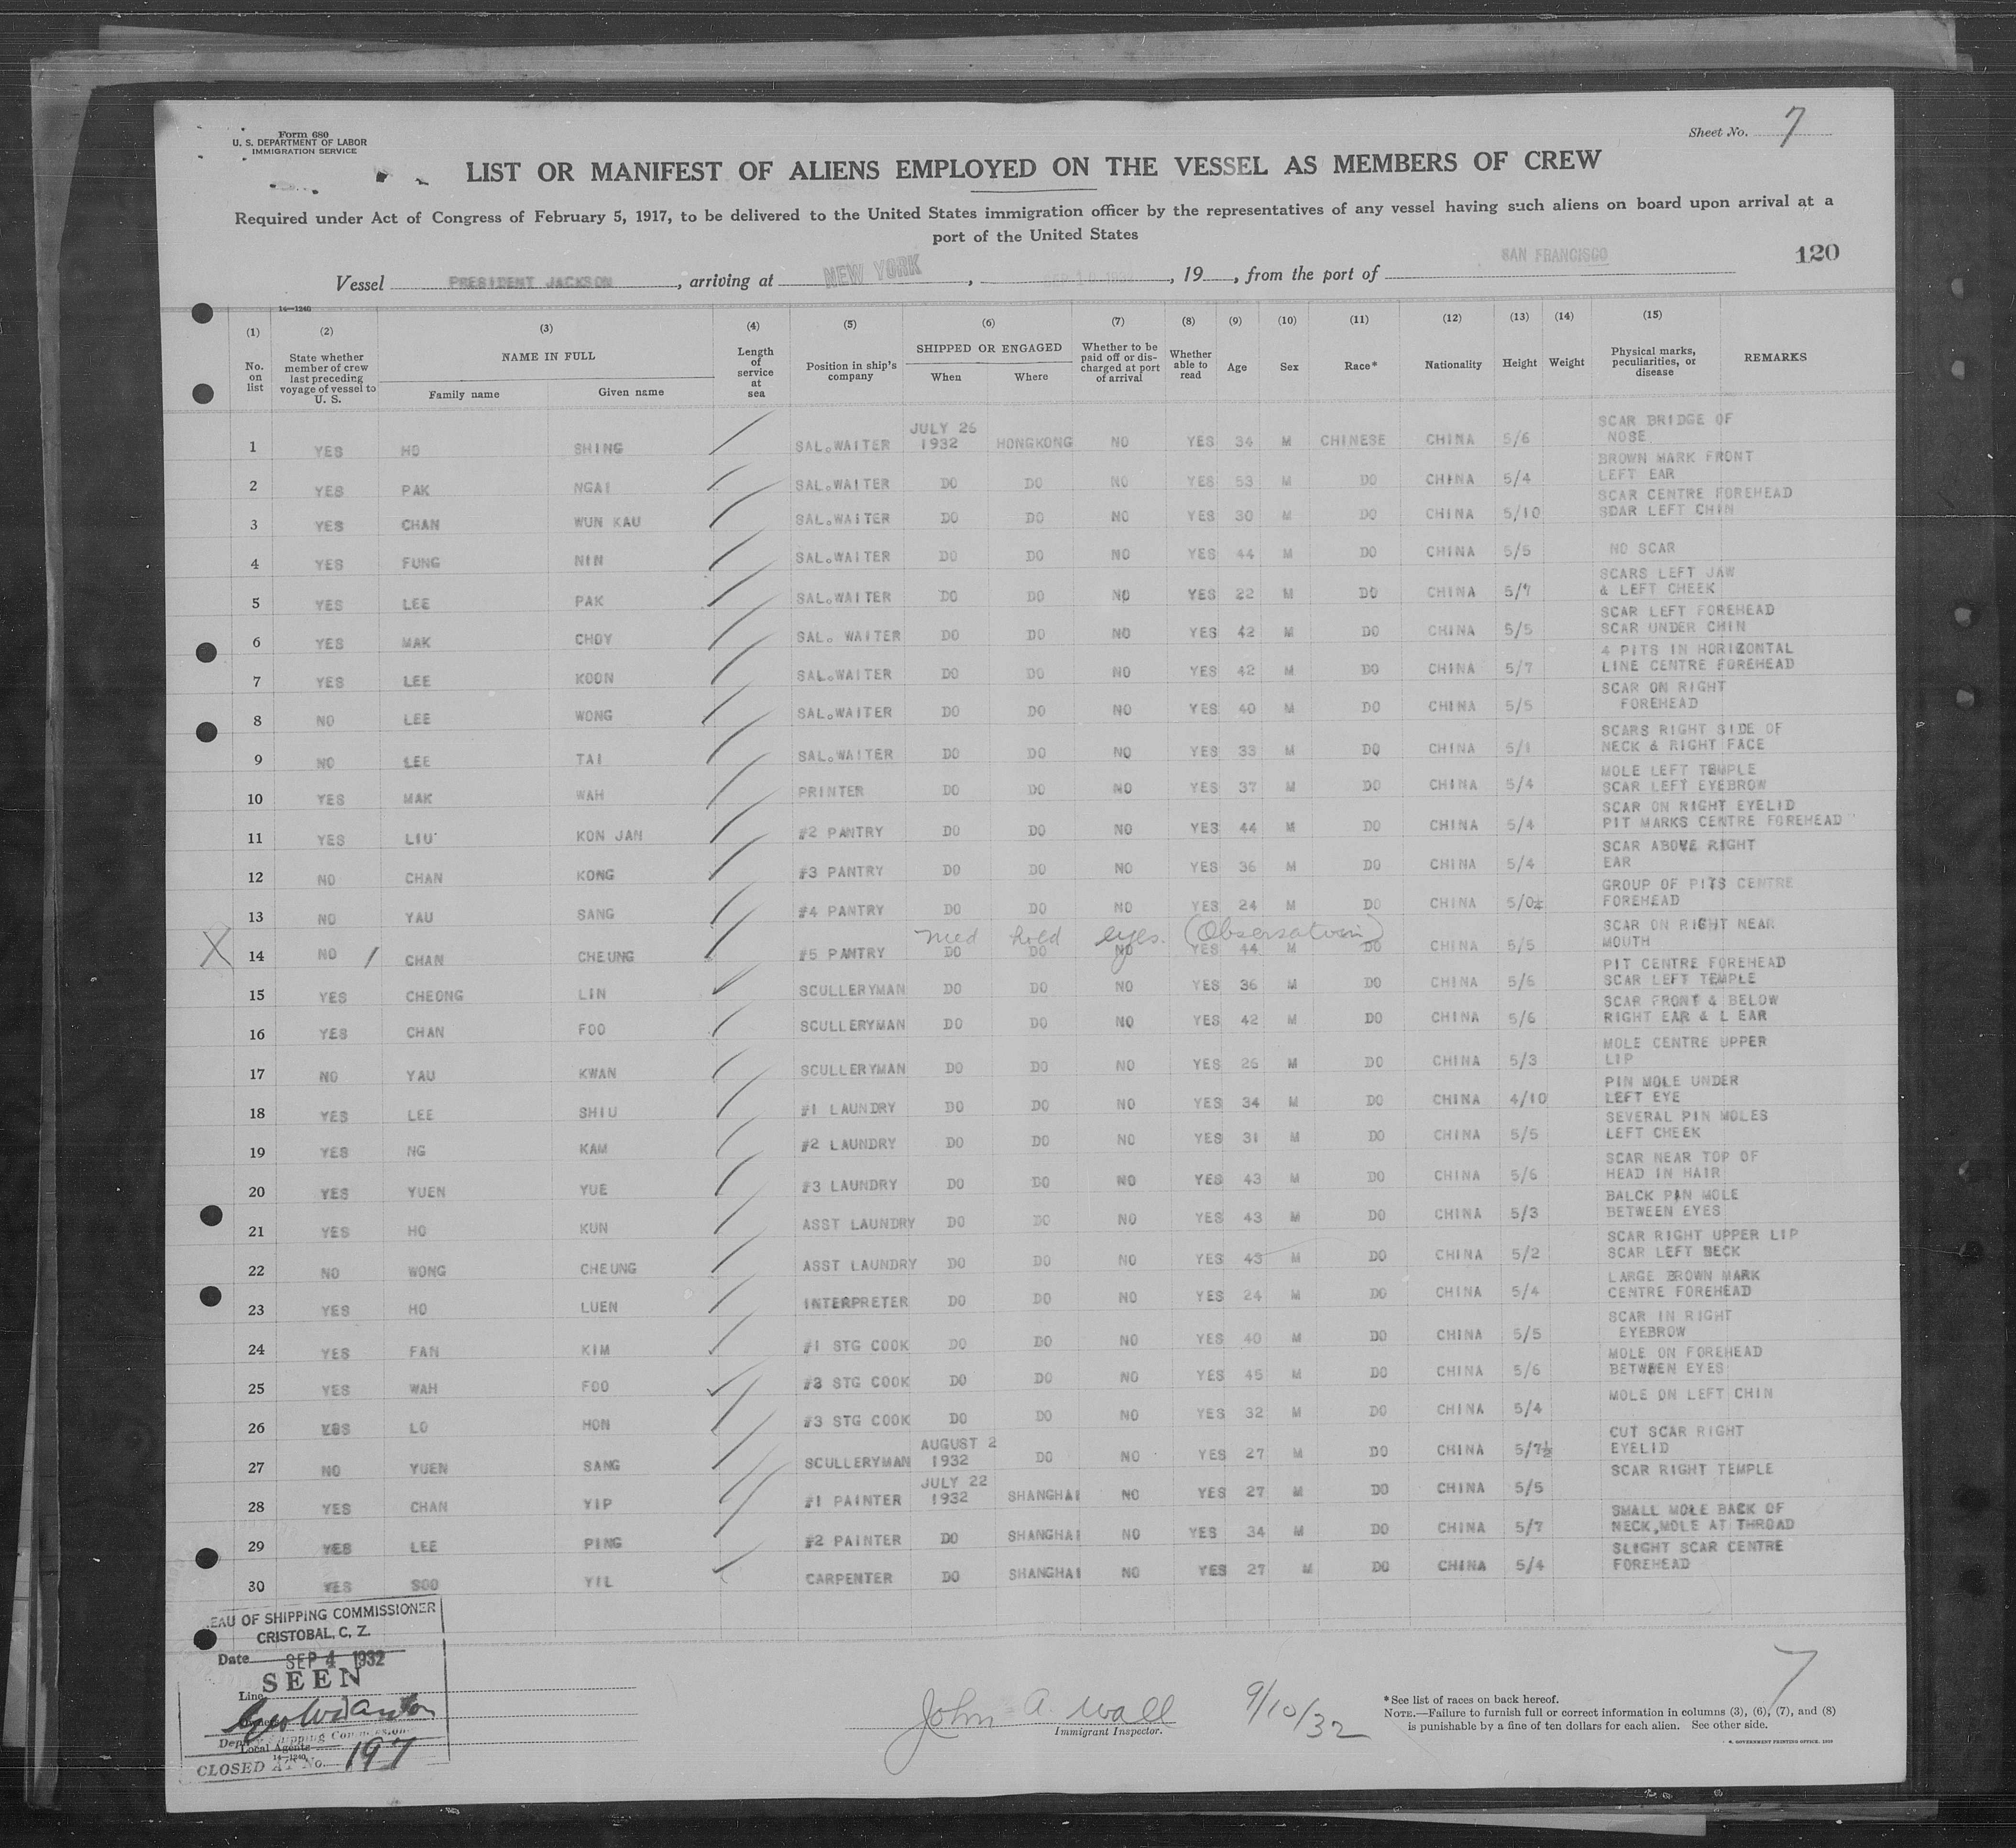 Form 680
U. S. DEPARTMENT OF LABOR
IMMIGRATION SERVICE
Sheet No. 7
LIST OR MANIFEST OF ALIENS EMPLOYED ON THE VESSEL AS MEMBERS OF CREW
Required under Act of Congress of February 5, 1917, to be delivered to the United States immigration officer by the representatives of any vessel having such aliens on board upon arrival at a
port of the United States
120
Vessel PRESIDENT JACKSON, arriving at NEW YORK, SEP 10 1932, 19 , from the port of SAN FRANCISCO
14—1240
(1) (2) (3) (4) (5) (6) (7) (8) (9) (10) (11) (12) (13) (14) (15)
No. on list
State whether member of crew last preceding voyage of vessel to U. S.
NAME IN FULL
Family name
Given name
Length of service at sea
Position in ship's company
SHIPPED OR ENGAGED
When
Where
Whether to be paid off or discharged at port of arrival
Whether able to read
Age
Sex
Race*
Nationality
Height
Weight
Physical marks, peculiarities, or disease
REMARKS
1 YES HO SHING SAL.WAITER JULY 26 1932 HONGKONG NO YES 34 M CHINESE CHINA 5/6 SCAR BRIDGE OF NOSE
2 YES PAK NGAI SAL.WAITER DO DO NO YES 53 M DO CHINA 5/4 BROWN MARK FRONT LEFT EAR
3 YES CHAN WUN KAU SAL.WAITER DO DO NO YES 30 M DO CHINA 5/10 SCAR CENTRE FOREHEAD SDAR LEFT CHIN
4 YES FUNG NIN SAL.WAITER DO DO NO YES 44 M DO CHINA 5/5 NO SCAR
5 YES LEE PAK SAL.WAITER DO DO NO YES 22 M DO CHINA 5/7 SCARS LEFT JAW & LEFT CHEEK
6 YES MAK CHOY SAL. WAITER DO DO NO YES 42 M DO CHINA 5/5 SCAR LEFT FOREHEAD SCAR UNDER CHIN
7 YES LEE KOON SAL.WAITER DO DO NO YES 42 M DO CHINA 5/7 4 PITS IN HORIZONTAL LINE CENTRE FOREHEAD
8 NO LEE WONG SAL.WAITER DO DO NO YES 40 M DO CHINA 5/5 SCAR ON RIGHT FOREHEAD
9 NO LEE TAI SAL.WAITER DO DO NO YES 33 M DO CHINA 5/1 SCARS RIGHT SIDE OF NECK & RIGHT FACE
10 YES MAK WAH PRINTER DO DO NO YES 37 M DO CHINA 5/4 MOLE LEFT TEMPLE SCAR LEFT EYEBROW
11 YES LIU KON JAN #2 PANTRY DO DO NO YES 44 M DO CHINA 5/4 SCAR ON RIGHT EYELID PIT MARKS CENTRE FOREHEAD
12 NO CHAN KONG #3 PANTRY DO DO NO YES 36 M DO CHINA 5/4 SCAR ABOVE RIGHT EAR
13 NO YAU SANG #4 PANTRY DO DO NO YES 24 M DO CHINA 5/0½ GROUP OF PITS CENTRE FOREHEAD
Med hold eyes. (Observation)
X 14 NO / CHAN CHEUNG #5 PANTRY DO DO NO YES 44 M DO CHINA 5/5 SCAR ON RIGHT NEAR MOUTH
15 YES CHEONG LIN SCULLERYMAN DO DO NO YES 36 M DO CHINA 5/6 PIT CENTRE FOREHEAD SCAR LEFT TEMPLE
16 YES CHAN FOO SCULLERYMAN DO DO NO YES 42 M DO CHINA 5/6 SCAR FRONT & BELOW RIGHT EAR & L EAR
17 NO YAU KWAN SCULLERYMAN DO DO NO YES 26 M DO CHINA 5/3 MOLE CENTRE UPPER LIP
18 YES LEE SHIU #1 LAUNDRY DO DO NO YES 34 M DO CHINA 4/10 PIN MOLE UNDER LEFT EYE
19 YES NG KAM #2 LAUNDRY DO DO NO YES 31 M DO CHINA 5/5 SEVERAL PIN MOLES LEFT CHEEK
20 YES YUEN YUE #3 LAUNDRY DO DO NO YES 43 M DO CHINA 5/6 SCAR NEAR TOP OF HEAD IN HAIR
21 YES HO KUN ASST LAUNDRY DO DO NO YES 43 M DO CHINA 5/3 BALCK PIN MOLE BETWEEN EYES
22 NO WONG CHEUNG ASST LAUNDRY DO DO NO YES 43 M DO CHINA 5/2 SCAR RIGHT UPPER LIP SCAR LEFT NECK
23 YES HO LUEN INTERPRETER DO DO NO YES 24 M DO CHINA 5/4 LARGE BROWN MARK CENTRE FOREHEAD
24 YES FAN KIM #1 STG COOK DO DO NO YES 40 M DO CHINA 5/5 SCAR IN RIGHT EYEBROW
25 YES WAH FOO #2 STG COOK DO DO NO YES 45 M DO CHINA 5/6 MOLE ON FOREHEAD BETWEEN EYES
26 YES LO HON #3 STG COOK DO DO NO YES 32 M DO CHINA 5/4 MOLE ON LEFT CHIN
27 NO YUEN SANG SCULLERYMAN AUGUST 2 1932 DO NO YES 27 M DO CHINA 5/7½ CUT SCAR RIGHT EYELID
28 YES CHAN YIP #1 PAINTER JULY 22 1932 SHANGHAI NO YES 27 M DO CHINA 5/5 SCAR RIGHT TEMPLE
29 YES LEE PING #2 PAINTER DO SHANGHAI NO YES 34 M DO CHINA 5/7 SMALL MOLE BACK OF NECK,MOLE AT THROAD
30 YES SOO YIL CARPENTER DO SHANGHAI NO YES 27 M DO CHINA 5/4 SLIGHT SCAR CENTRE FOREHEAD
EAU OF SHIPPING COMMISSIONER
CRISTOBAL, C. Z.
Date SEP 4 1932
SEEN
Line
Owners
Deputy Shipping Commission
Local Agents
14—1240
CLOSED AT No. 197
John A. Wall 9/10/32
Immigrant Inspector.
7
*See list of races on back hereof.
NOTE.—Failure to furnish full or correct information in columns (3), (6), (7), and (8)
is punishable by a fine of ten dollars for each alien. See other side.
S. GOVERNMENT PRINTING OFFICE: